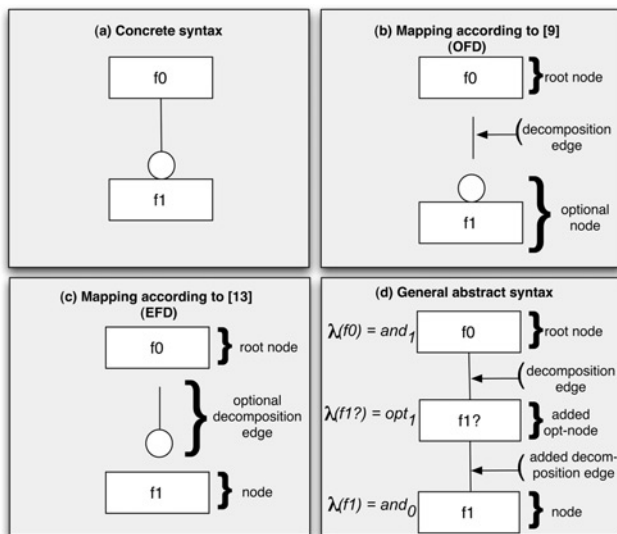 (a) Concrete syntax
f0
f1
(b) Mapping according to [9]
(OFD)
f0
root node
decomposition
edge
f1
optional
node
(c) Mapping according to [13]
(EFD)
f0
root node
optional
decomposition
edge
f1
node
(d) General abstract syntax
λ(f0) = and₁
f0
root node
decomposition
edge
λ(f1?) = opt₁
f1?
added
opt-node
added decom-
position edge
λ(f1) = and₀
f1
node